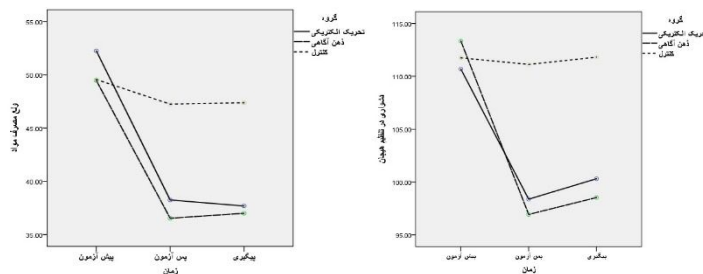 گروه
تحریک الکتریکی
ذهن آگاهی
کنترل
55.00
50.00
45.00
40.00
35.00
ولع مصرف مواد
پیش آزمون
پس آزمون
پیگیری
زمان
گروه
تحریک الکتریکی
ذهن آگاهی
کنترل
115.00
110.00
105.00
100.00
95.00
دشواری در تنظیم هیجان
پیش آزمون
پس آزمون
پیگیری
زمان